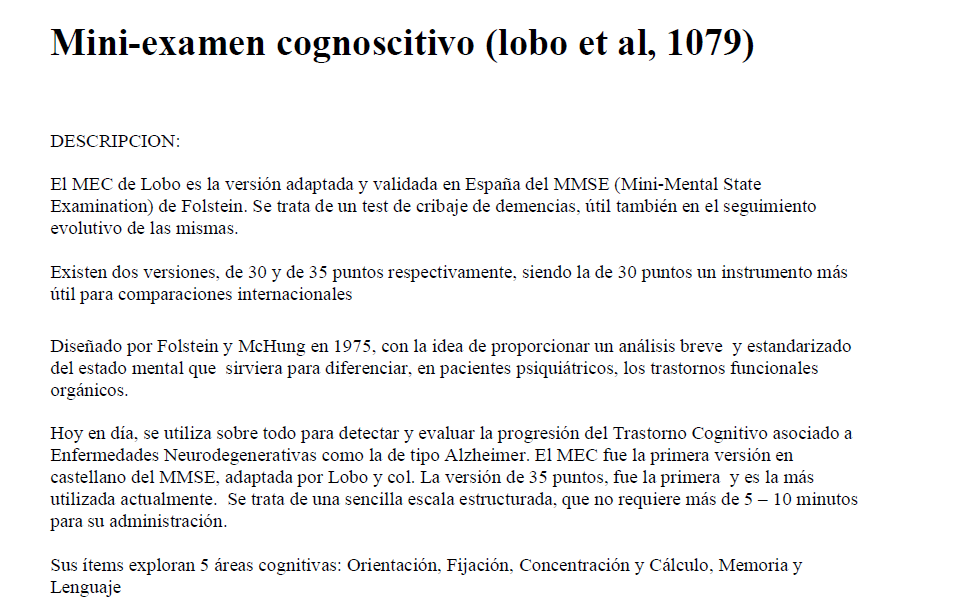 Mini-examen cognoscitivo (lobo et al, 1079)
DESCRIPCION:
El MEC de Lobo es la versión adaptada y validada en España del MMSE (Mini-Mental State
Examination) de Folstein. Se trata de un test de cribaje de demencias, útil también en el seguimiento
evolutivo de las mismas.
Existen dos versiones, de 30 y de 35 puntos respectivamente, siendo la de 30 puntos un instrumento más
útil para comparaciones internacionales
Diseñado por Folstein y McHung en 1975, con la idea de proporcionar un análisis breve  y estandarizado
del estado mental que  sirviera para diferenciar, en pacientes psiquiátricos, los trastornos funcionales
orgánicos.
Hoy en día, se utiliza sobre todo para detectar y evaluar la progresión del Trastorno Cognitivo asociado a
Enfermedades Neurodegenerativas como la de tipo Alzheimer. El MEC fue la primera versión en
castellano del MMSE, adaptada por Lobo y col. La versión de 35 puntos, fue la primera  y es la más
utilizada actualmente.  Se trata de una sencilla escala estructurada, que no requiere más de 5 – 10 minutos
para su administración.
Sus ítems exploran 5 áreas cognitivas: Orientación, Fijación, Concentración y Cálculo, Memoria y
Lenguaje